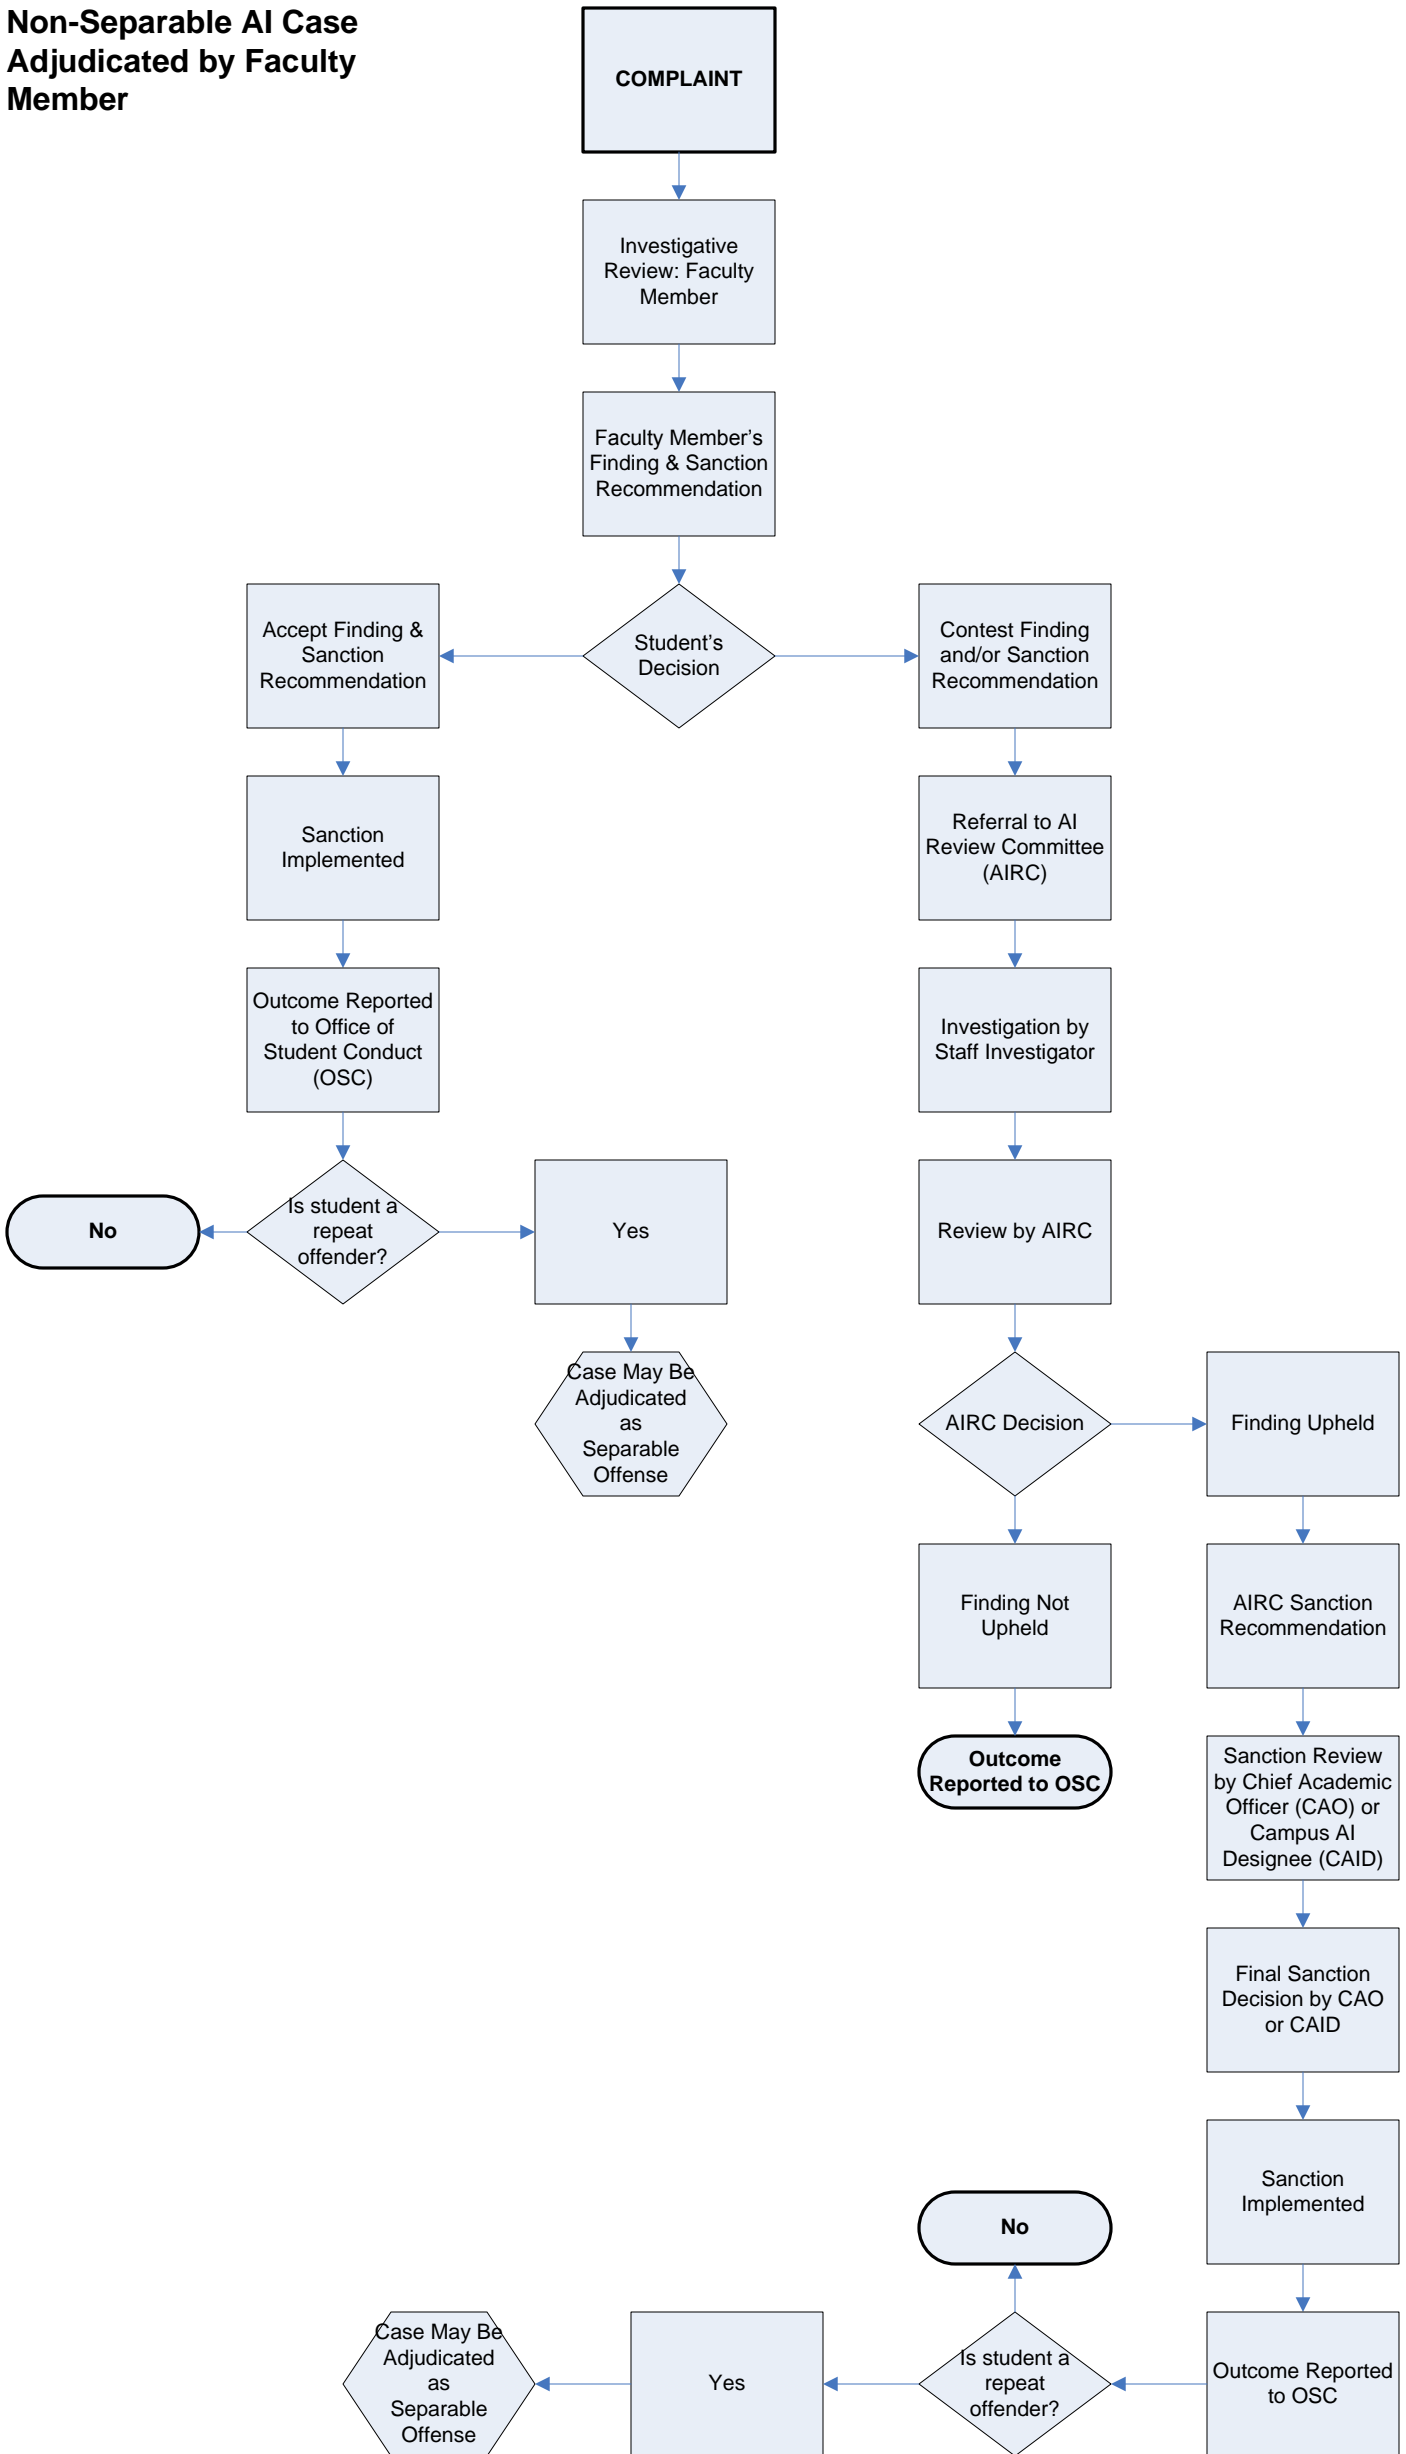 Non-Separable AI Case
Adjudicated by Faculty
Member
COMPLAINT
Investigative
Review: Faculty
Member
Faculty Member’s
Finding & Sanction
Recommendation
Student’s
Decision
Accept Finding &
Sanction
Recommendation
Sanction
Implemented
Outcome Reported
to Office of
Student Conduct
(OSC)
Is student a
repeat
offender?
No
Yes
Case May Be
Adjudicated
as
Separable
Offense
Contest Finding
and/or Sanction
Recommendation
Referral to AI
Review Committee
(AIRC)
Investigation by
Staff Investigator
Review by AIRC
AIRC Decision
Finding Not
Upheld
Outcome
Reported to OSC
Finding Upheld
AIRC Sanction
Recommendation
Sanction Review
by Chief Academic
Officer (CAO) or
Campus AI
Designee (CAID)
Final Sanction
Decision by CAO
or CAID
Sanction
Implemented
Outcome Reported
to OSC
Is student a
repeat
offender?
No
Yes
Case May Be
Adjudicated
as
Separable
Offense